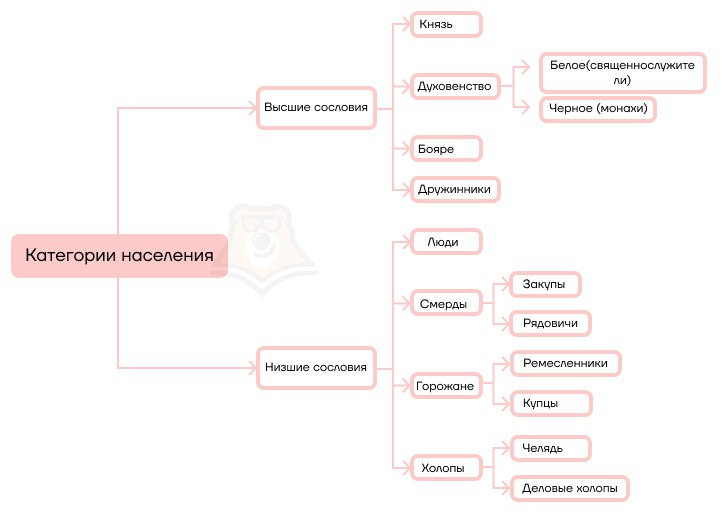 Категории населения
Высшие сословия
Князь
Духовенство
Белое(священнослужите
ли)
Черное (монахи)
Бояре
Дружинники
Низшие сословия
Люди
Смерды
Закупы
Рядовичи
Горожане
Ремесленники
Купцы
Холопы
Челядь
Деловые холопы